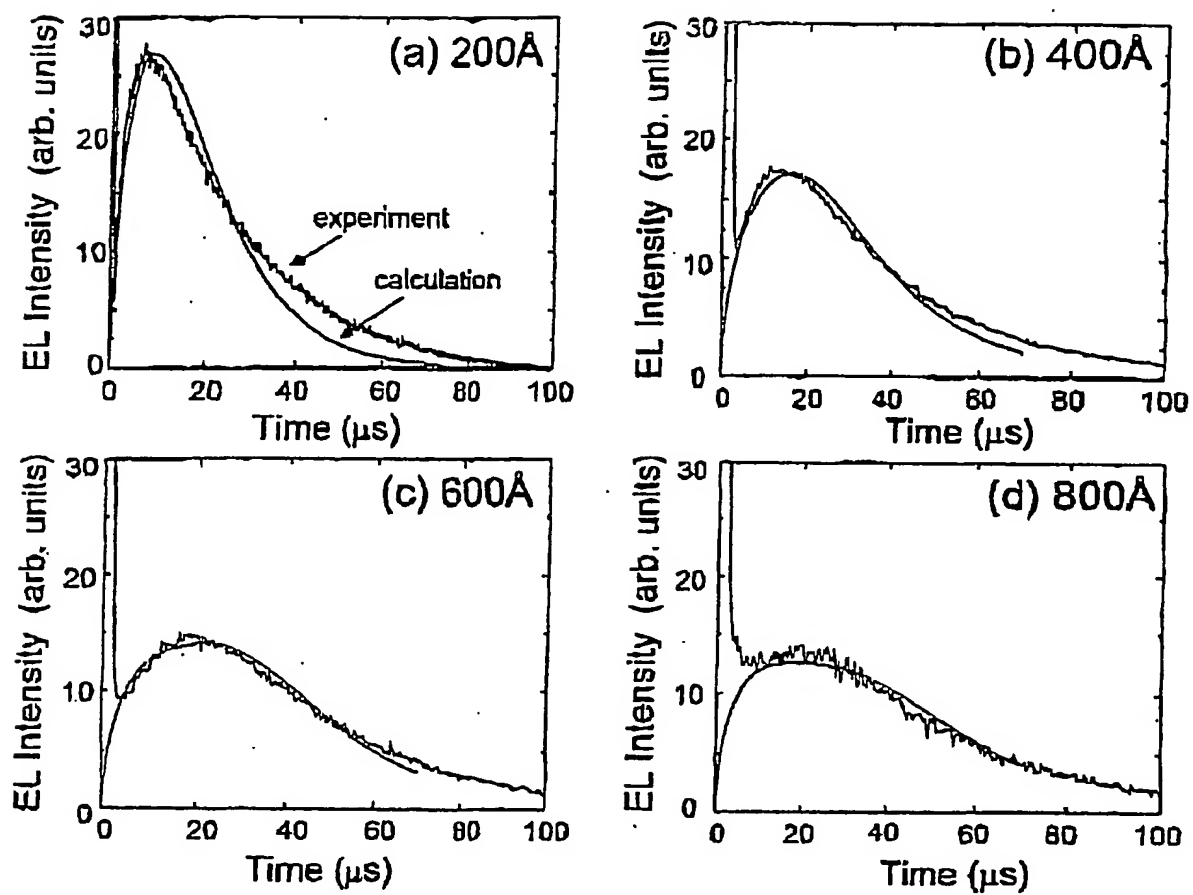 (a) 200Å
EL Intensity (arb. units)
30
20
10
0
experiment
calculation
0 20 40 60 80 100
Time (μs)
(b) 400Å
EL Intensity (arb. units)
30
20
10
0
0 20 40 60 80 100
Time (μs)
(c) 600Å
EL Intensity (arb. units)
30
20
10
0
0 20 40 60 80 100
Time (μs)
(d) 800Å
EL Intensity (arb. units)
30
20
10
0
0 20 40 60 80 100
Time (μs)